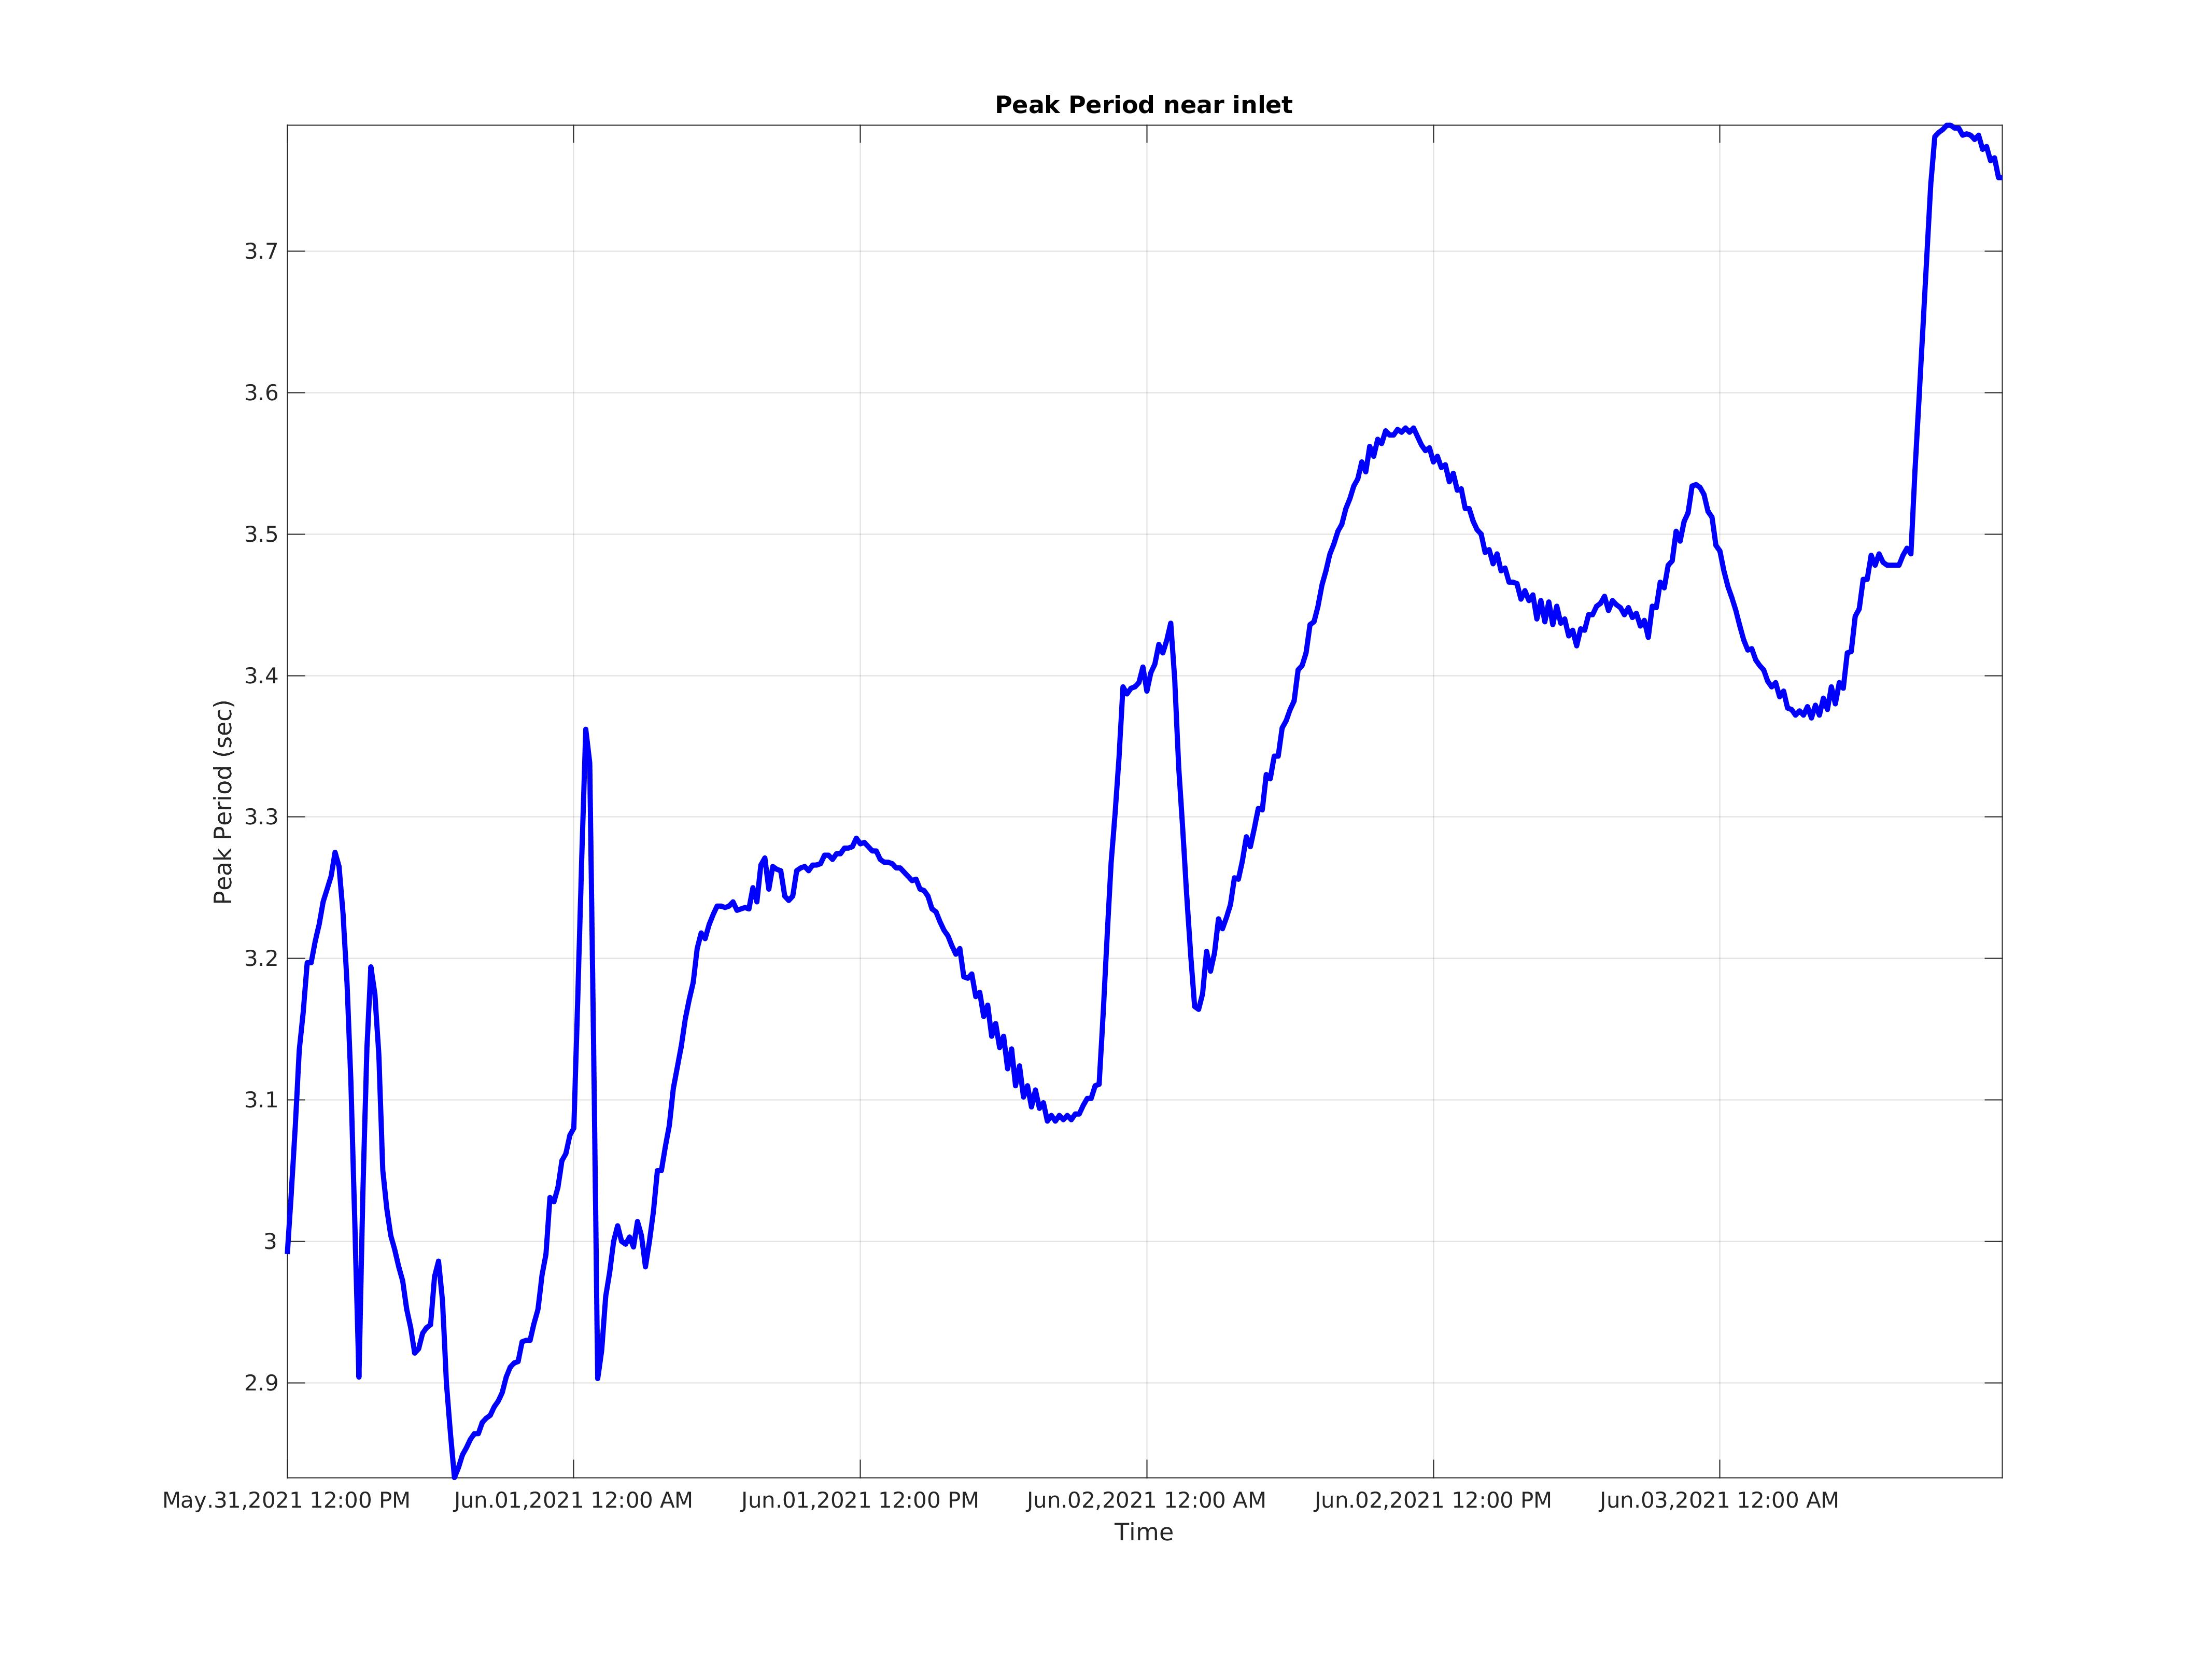 Peak Period near inlet
3.7
3.6
3.5
3.4
3.3
3.2
3.1
3
2.9
Peak Period (sec)
May.31,2021 12:00 PM
Jun.01,2021 12:00 AM
Jun.01,2021 12:00 PM
Jun.02,2021 12:00 AM
Jun.02,2021 12:00 PM
Jun.03,2021 12:00 AM
Time